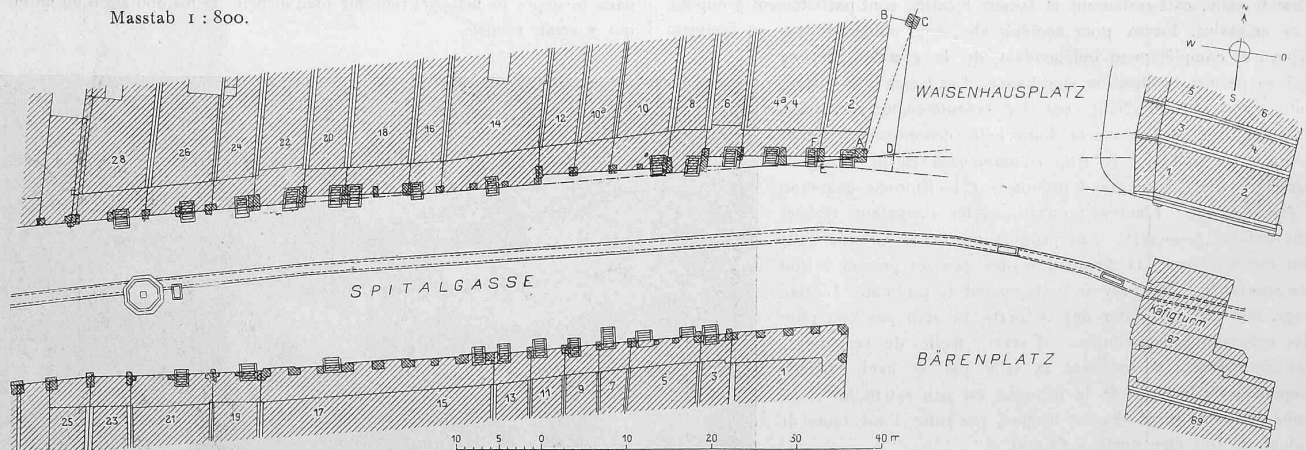 Masstab 1 : 800.
B C
N
W O
S
WAISENHAUSPLATZ
28 26 24 22 20 18 16 14 12 10ª 10 8 6 4ª 4 2
F A D
E
5 6
3 4
1 2
SPITALGASSE
Käfigturm
67
69
BÄRENPLATZ
25 23 21 19 17 15 13 11 9 7 5 3 1
10 5 0 10 20 30 40 m